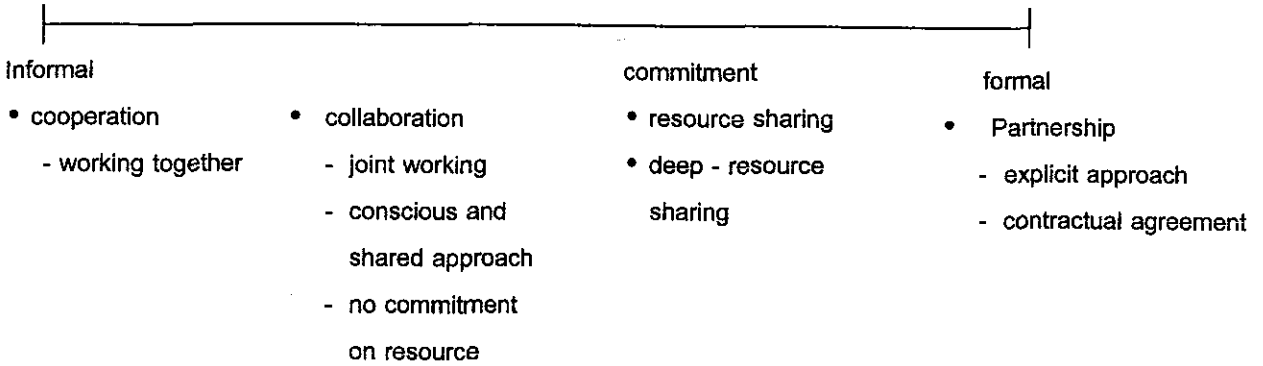 Informal
• cooperation
- working together
• collaboration
- joint working
- conscious and
shared approach
- no commitment
on resource
commitment
• resource sharing
• deep - resource
sharing
formal
• Partnership
- explicit approach
- contractual agreement